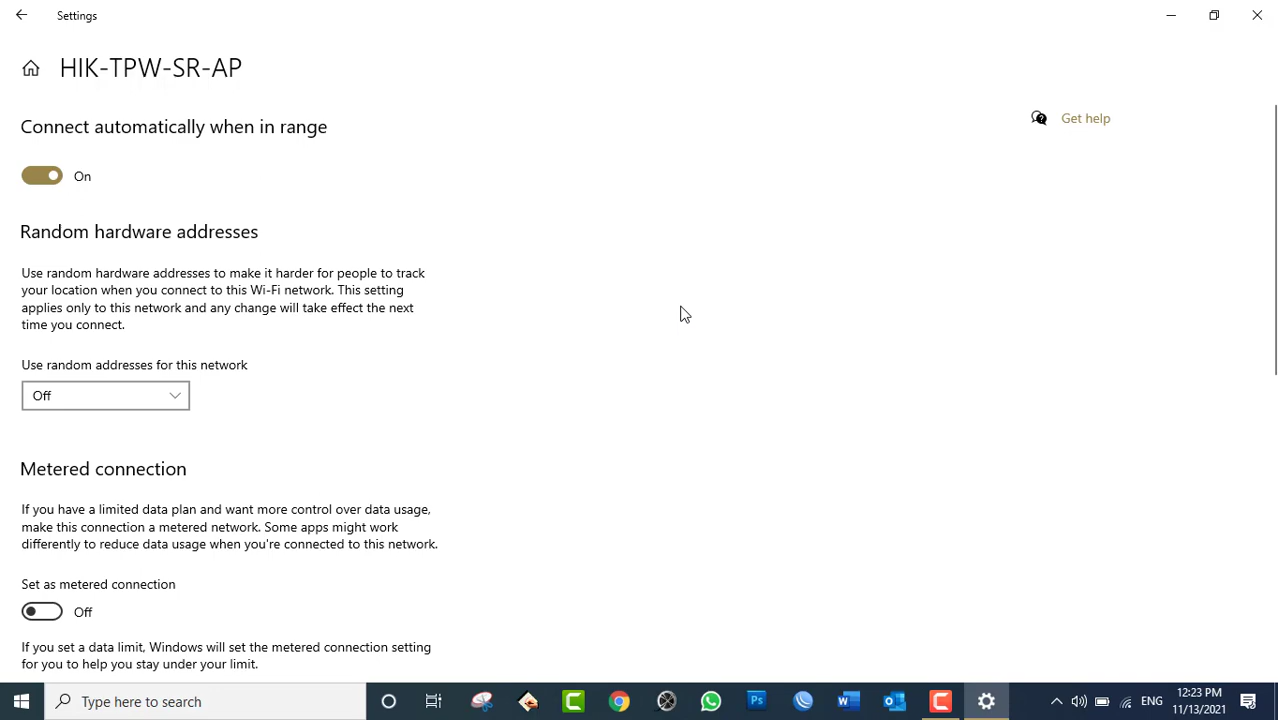 Settings
HIK-TPW-SR-AP
Connect automatically when in range
Get help
On
Random hardware addresses
Use random hardware addresses to make it harder for people to track
your location when you connect to this Wi-Fi network. This setting
applies only to this network and any change will take effect the next
time you connect.
Use random addresses for this network
Off
Metered connection
If you have a limited data plan and want more control over data usage,
make this connection a metered network. Some apps might work
differently to reduce data usage when you're connected to this network.
Set as metered connection
Off
If you set a data limit, Windows will set the metered connection setting
for you to help you stay under your limit.
Type here to search
Ps
ENG
12:23 PM
11/13/2021